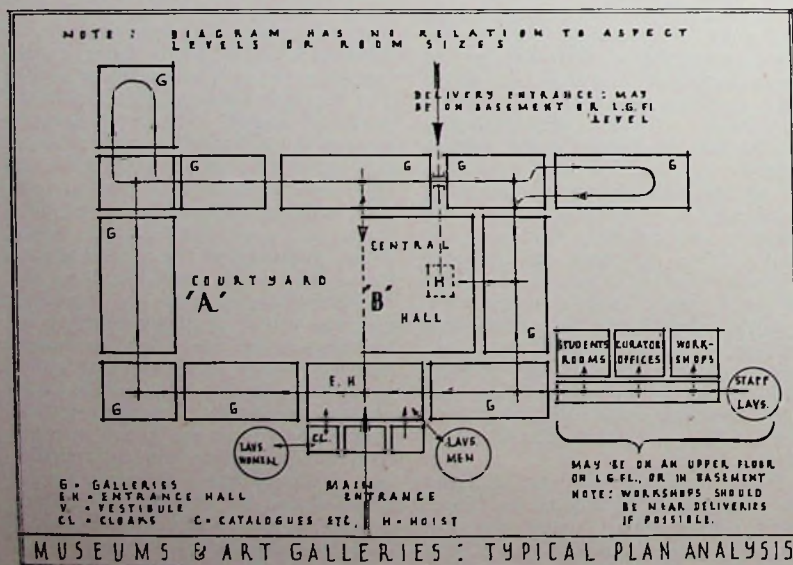 NOTE : DIAGRAM HAS NO RELATION TO ASPECT
LEVELS OR ROOM SIZES
DELIVERY ENTRANCE : MAY
BE ON BASEMENT OR L.G.FL
LEVEL
G
G
G
G
G
G
COURTYARD
'A'
CENTRAL
'B'
H
HALL
G
STUDENTS
ROOMS
CURATOR
OFFICES
WORK-
SHOPS
G
G
E.H
G
STAFF
LAVS.
LAVS.
WOMEN
CL.
LAVS.
MEN
G = GALLERIES
E.H = ENTRANCE HALL
V = VESTIBULE
CL = CLOAKS C = CATALOGUES ETC, H = HOIST
MAIN
ENTRANCE
MAY BE ON AN UPPER FLOOR
ON L.G.FL., OR IN BASEMENT
NOTE: WORKSHOPS SHOULD
BE NEAR DELIVERIES
IF POSSIBLE.
MUSEUMS & ART GALLERIES : TYPICAL PLAN ANALYSIS